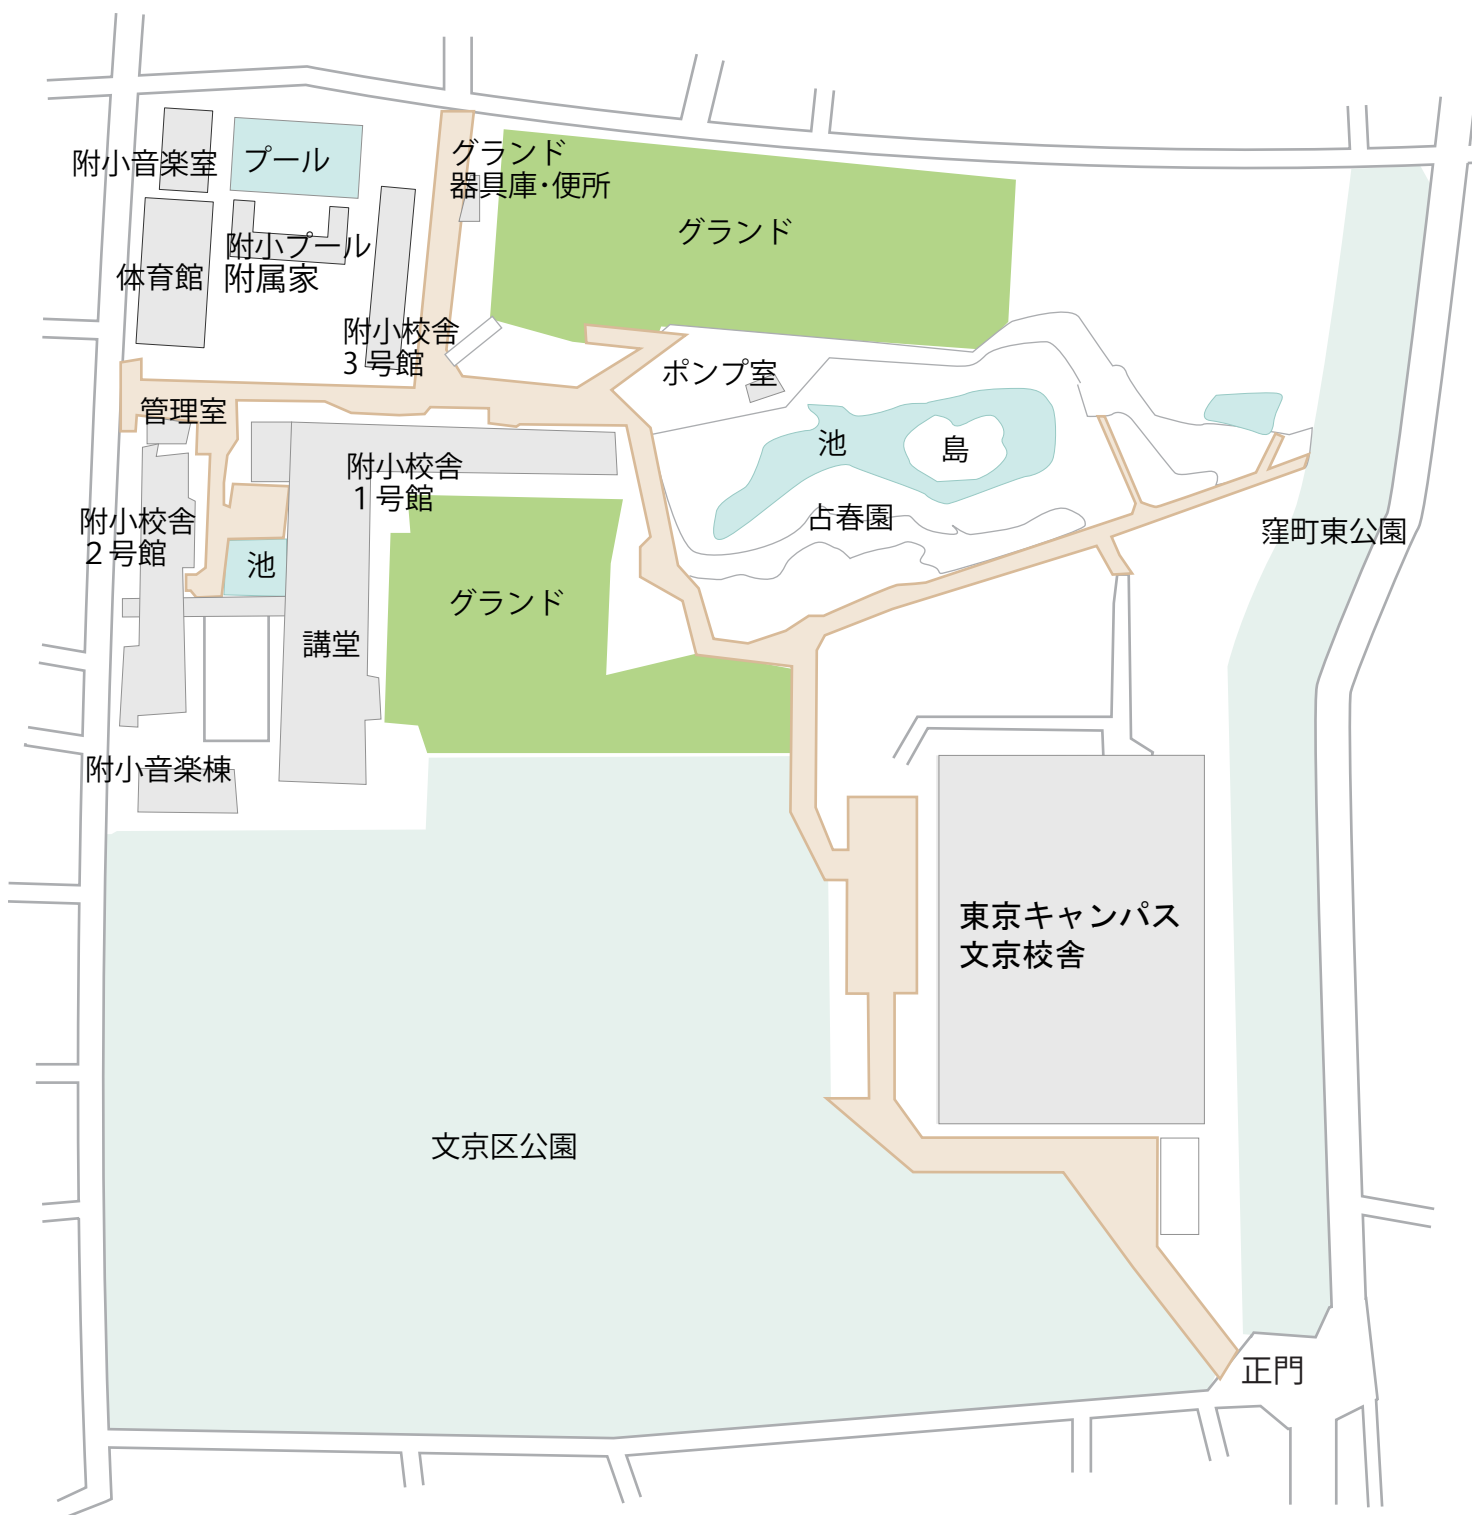 附小音楽室
プール
グランド
器具庫・便所
グランド
附小プール
附属家
体育館
附小校舎
3号館
ポンプ室
管理室
池
島
附小校舎
1号館
占春園
附小校舎
2号館
窪町東公園
池
グランド
講堂
附小音楽棟
東京キャンパス
文京校舎
文京区公園
正門